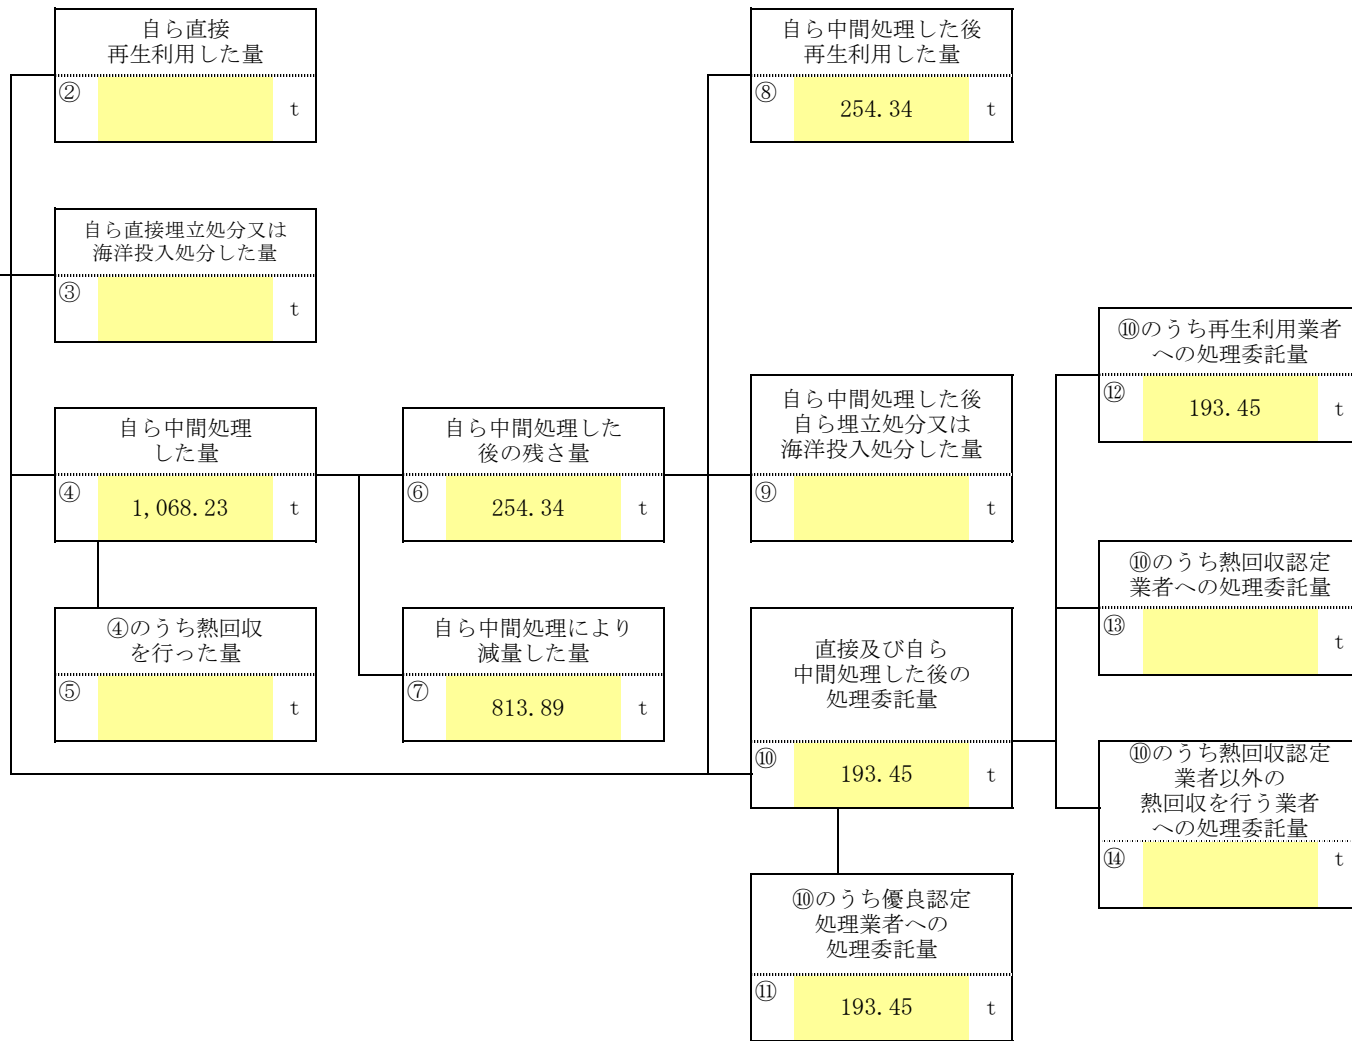 自ら直接
再生利用した量
②
t
自ら中間処理した後
再生利用した量
⑧
254.34
t
自ら直接埋立処分又は
海洋投入処分した量
③
t
⑩のうち再生利用業者
への処理委託量
⑫
193.45
t
自ら中間処理
した量
④
1,068.23
t
自ら中間処理した
後の残さ量
⑥
254.34
t
自ら中間処理した後
自ら埋立処分又は
海洋投入処分した量
⑨
t
⑩のうち熱回収認定
業者への処理委託量
⑬
t
④のうち熱回収
を行った量
⑤
t
自ら中間処理により
減量した量
⑦
813.89
t
直接及び自ら
中間処理した後の
処理委託量
⑩
193.45
t
⑩のうち熱回収認定
業者以外の
熱回収を行う業者
への処理委託量
⑭
t
⑩のうち優良認定
処理業者への
処理委託量
⑪
193.45
t